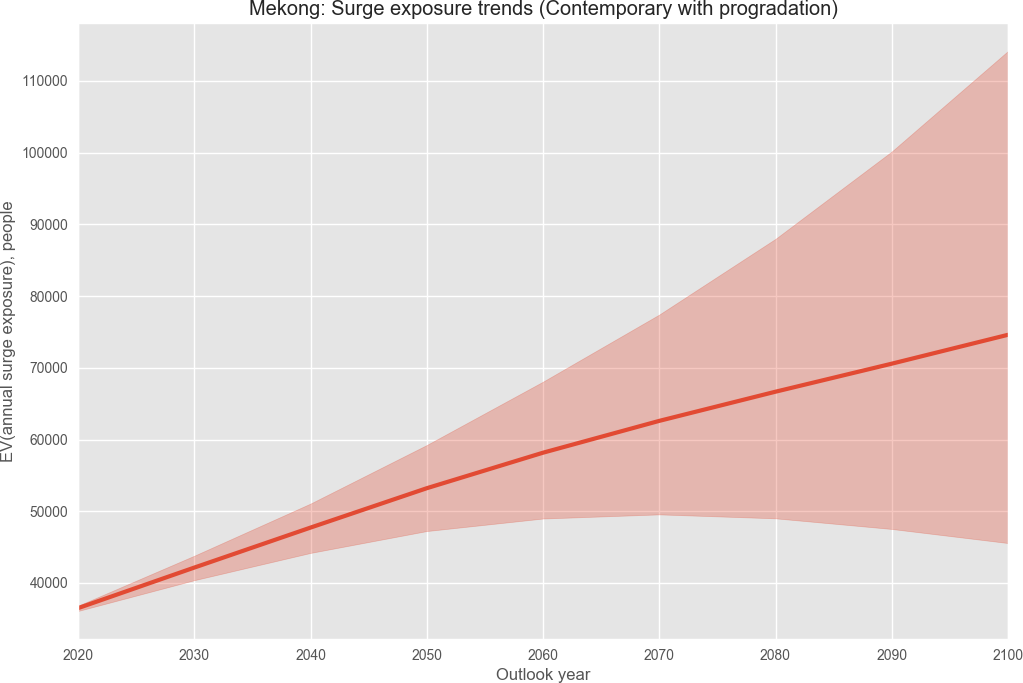 Mekong: Surge exposure trends (Contemporary with progradation)
EV(annual surge exposure), people
110000
100000
90000
80000
70000
60000
50000
40000
2020 2030 2040 2050 2060 2070 2080 2090 2100
Outlook year